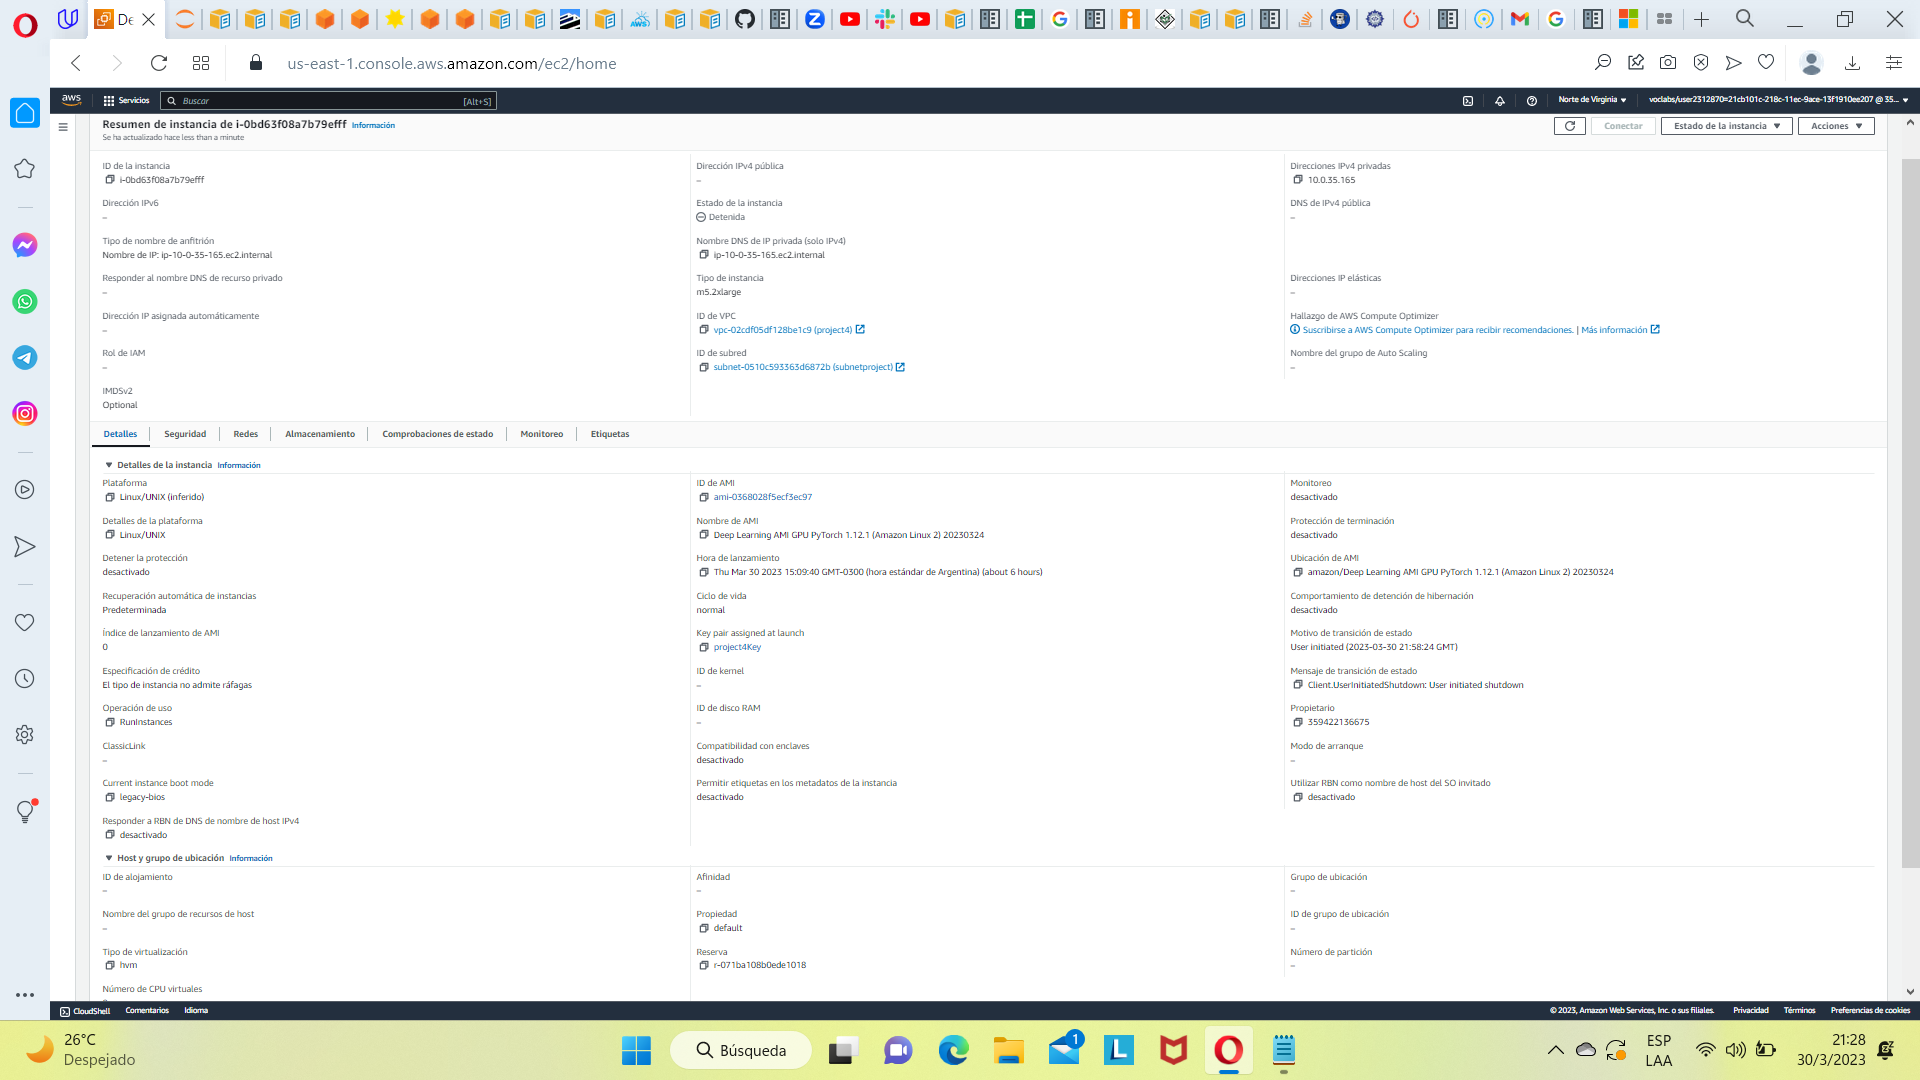 De
us-east-1.console.aws.amazon.com/ec2/home
aws
Servicios
Buscar
[Alt+S]
Norte de Virginia
voclabs/user2312870=21cb101c-218c-11ec-9ace-13f1910ee207 @ 35...
Resumen de instancia de i-0bd63f08a7b79efff Información
Se ha actualizado hace less than a minute
Conectar
Estado de la instancia
Acciones
ID de la instancia
i-0bd63f08a7b79efff
Dirección IPv4 pública
–
Direcciones IPv4 privadas
10.0.35.165
Dirección IPv6
–
Estado de la instancia
Detenida
DNS de IPv4 pública
–
Tipo de nombre de anfitrión
Nombre de IP: ip-10-0-35-165.ec2.internal
Nombre DNS de IP privada (solo IPv4)
ip-10-0-35-165.ec2.internal
Responder al nombre DNS de recurso privado
–
Tipo de instancia
m5.2xlarge
Direcciones IP elásticas
–
Dirección IP asignada automáticamente
–
ID de VPC
vpc-02cdf05df128be1c9 (project4)
Hallazgo de AWS Compute Optimizer
Suscribirse a AWS Compute Optimizer para recibir recomendaciones. | Más información
Rol de IAM
–
ID de subred
subnet-0510c593363d6872b (subnetproject)
Nombre del grupo de Auto Scaling
–
IMDSv2
Optional
Detalles
Seguridad
Redes
Almacenamiento
Comprobaciones de estado
Monitoreo
Etiquetas
Detalles de la instancia Información
Plataforma
Linux/UNIX (inferido)
ID de AMI
ami-0368028f5ecf3ec97
Monitoreo
desactivado
Detalles de la plataforma
Linux/UNIX
Nombre de AMI
Deep Learning AMI GPU PyTorch 1.12.1 (Amazon Linux 2) 20230324
Protección de terminación
desactivado
Detener la protección
desactivado
Hora de lanzamiento
Thu Mar 30 2023 15:09:40 GMT-0300 (hora estándar de Argentina) (about 6 hours)
Ubicación de AMI
amazon/Deep Learning AMI GPU PyTorch 1.12.1 (Amazon Linux 2) 20230324
Recuperación automática de instancias
Predeterminada
Ciclo de vida
normal
Comportamiento de detención de hibernación
desactivado
Índice de lanzamiento de AMI
0
Key pair assigned at launch
project4Key
Motivo de transición de estado
User initiated (2023-03-30 21:58:24 GMT)
Especificación de crédito
El tipo de instancia no admite ráfagas
ID de kernel
–
Mensaje de transición de estado
Client.UserInitiatedShutdown: User initiated shutdown
Operación de uso
RunInstances
ID de disco RAM
–
Propietario
359422136675
ClassicLink
–
Compatibilidad con enclaves
desactivado
Modo de arranque
–
Current instance boot mode
legacy-bios
Permitir etiquetas en los metadatos de la instancia
desactivado
Utilizar RBN como nombre de host del SO invitado
desactivado
Responder a RBN de DNS de nombre de host IPv4
desactivado
Host y grupo de ubicación Información
ID de alojamiento
–
Afinidad
–
Grupo de ubicación
–
Nombre del grupo de recursos de host
–
Propiedad
default
ID de grupo de ubicación
–
Tipo de virtualización
hvm
Reserva
r-071ba108b0ede1018
Número de partición
–
Número de CPU virtuales
CloudShell
Comentarios
Idioma
© 2023, Amazon Web Services, Inc. o sus filiales.
Privacidad
Términos
Preferencias de cookies
26°C
Despejado
Búsqueda
1
ESP
LAA
21:28
30/3/2023